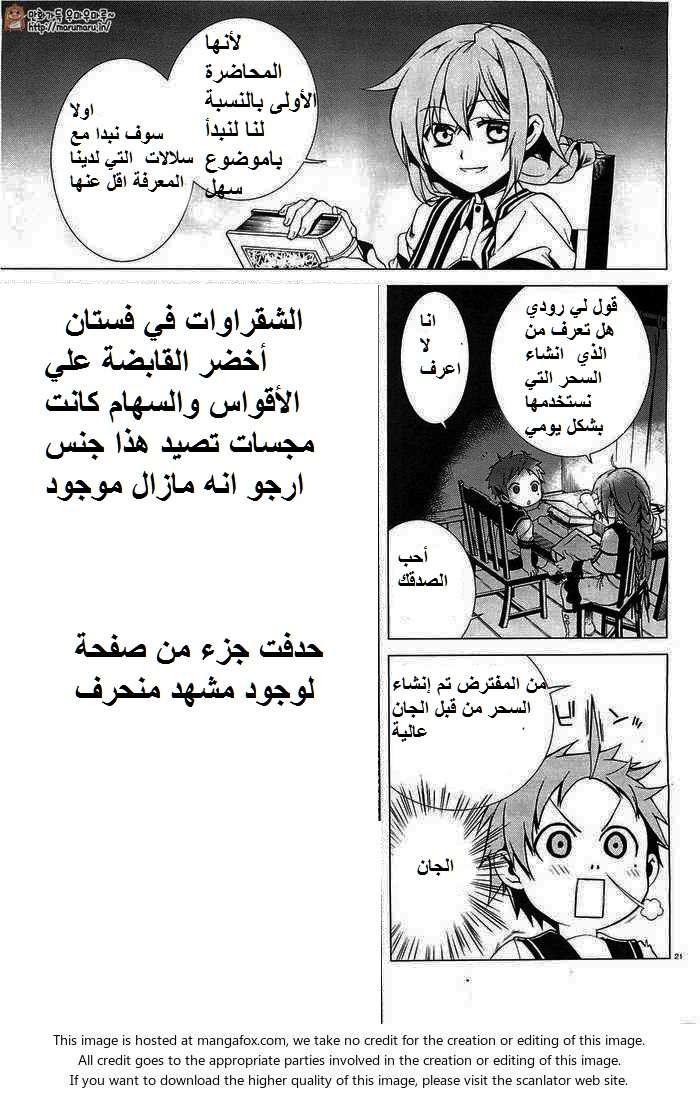 http://marumaru.in/
لأنها
المحاضرة
الأولى بالنسبة
لنا لنبدأ
باموضوع
سهل
اولا
سوف نبدا مع
سلالات التي لدينا
المعرفة اقل عنها
قول لي رودي
هل تعرف من
الذي انشاء
السحر التي
نستخدمها
بشكل يومي
انا
لا
اعرف
أحب
الصدقك
من المفترض تم إنشاء
السحر من قبل الجان
عالية
الجان
21
الشقراوات في فستان
أخضر القابضة علي
الأقواس والسهام كانت
مجسات تصيد هذا جنس
ارجو انه مازال موجود
حدفت جزء من صفحة
لوجود مشهد منحرف
This image is hosted at mangafox.com, we take no credit for the creation or editing of this image.
All credit goes to the appropriate parties involved in the creation or editing of this image.
If you want to download the higher quality of this image, please visit the scanlator web site.